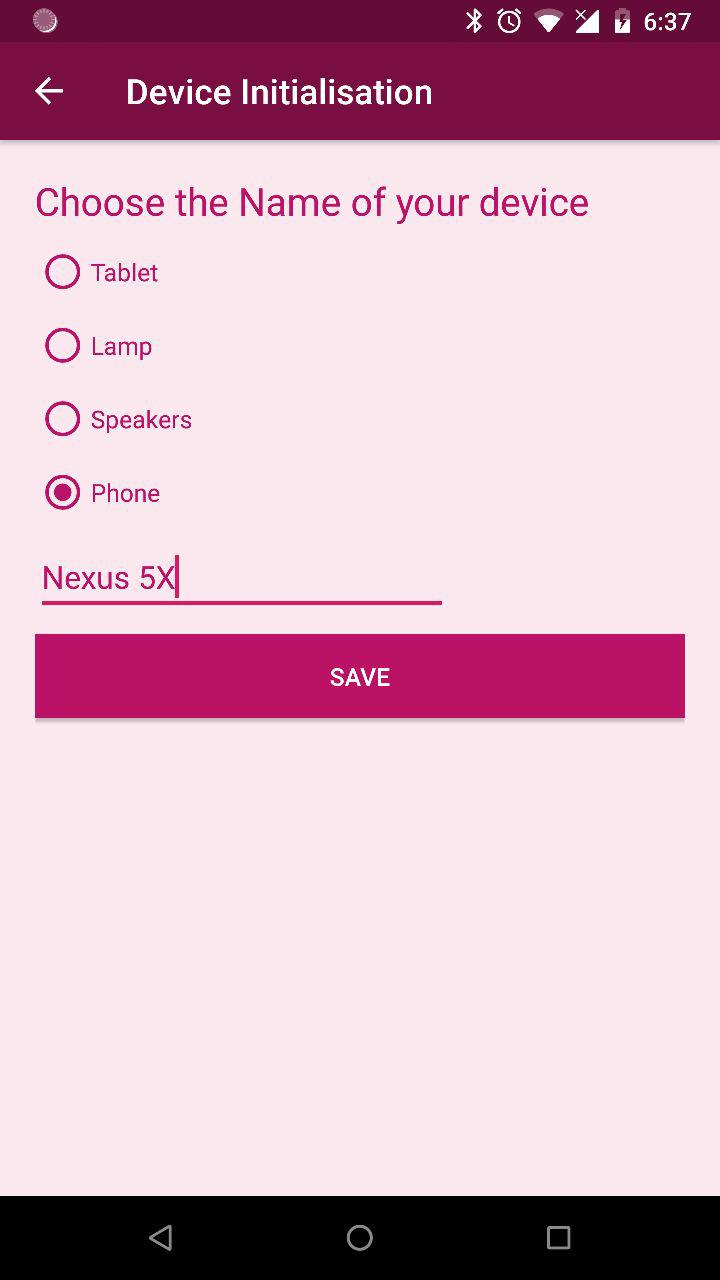 6:37
Device Initialisation
Choose the Name of your device
Tablet
Lamp
Speakers
Phone
Nexus 5X
SAVE